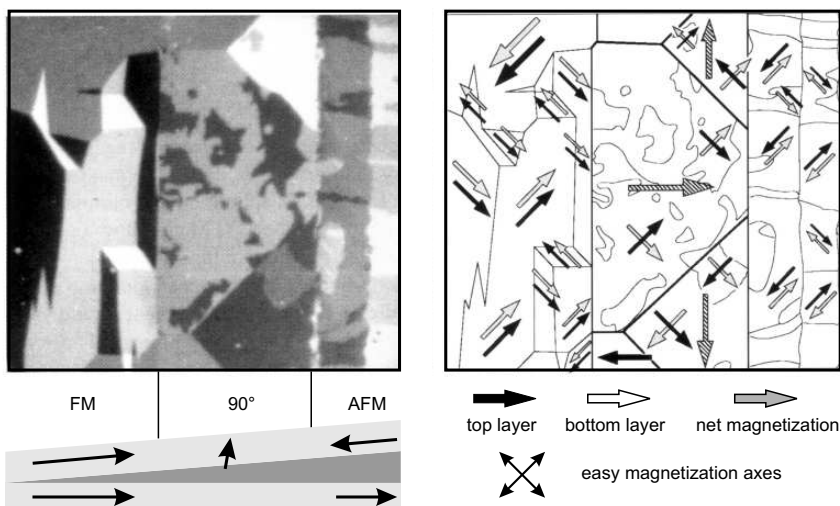 FM 90° AFM
top layer bottom layer net magnetization
easy magnetization axes